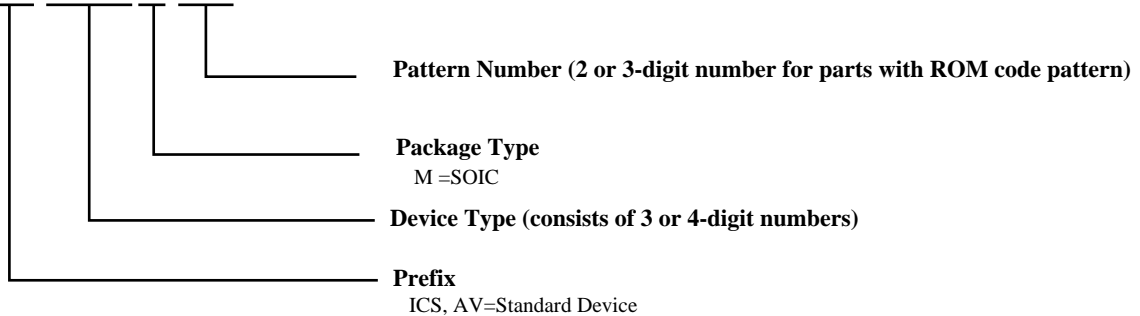 Pattern Number (2 or 3-digit number for parts with ROM code pattern)
Package Type
M =SOIC
Device Type (consists of 3 or 4-digit numbers)
Prefix
ICS, AV=Standard Device